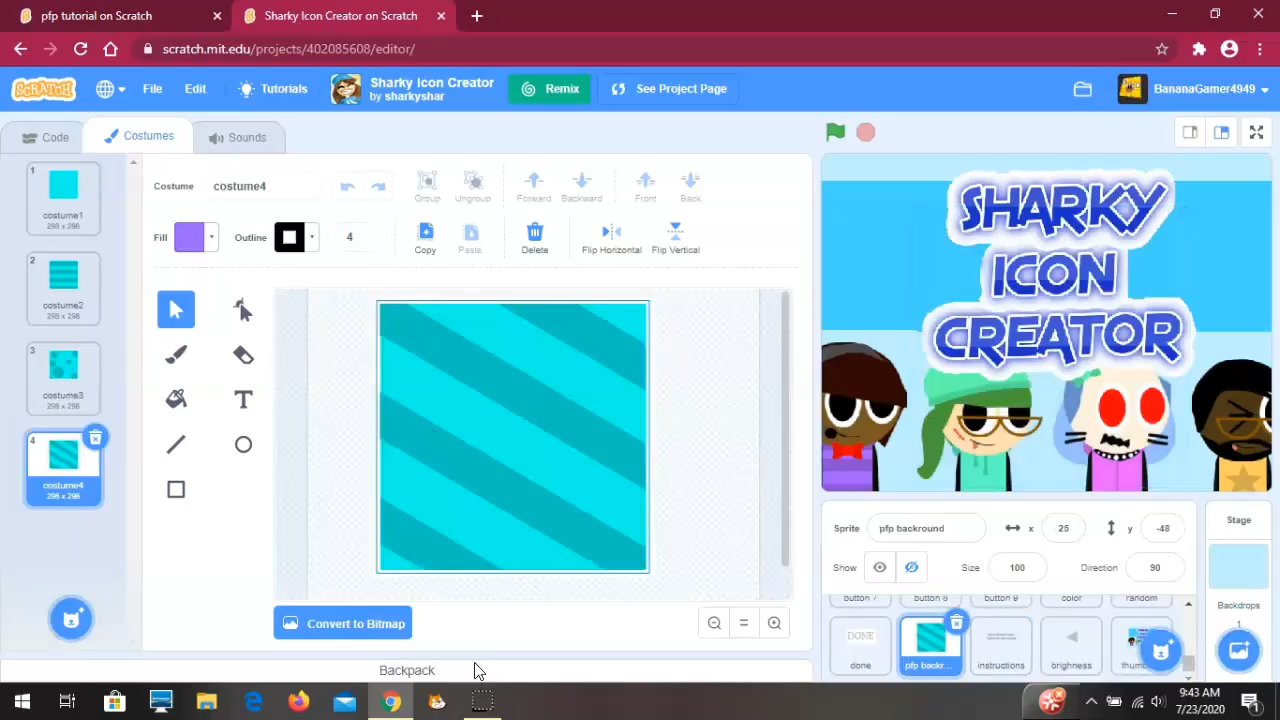 pfp tutorial on Scratch
Sharky Icon Creator on Scratch
scratch.mit.edu/projects/402085608/editor/
SCRATCH
File
Edit
Tutorials
Sharky Icon Creator
by sharkyshar
Remix
See Project Page
BananaGamer4949
Code
Costumes
Sounds
1
costume1
298 x 298
2
costume2
298 x 298
3
costume3
298 x 298
4
costume4
298 x 298
Costume
costume4
Group
Ungroup
Forward
Backward
Front
Back
Fill
Outline
4
Copy
Paste
Delete
Flip Horizontal
Flip Vertical
T
Convert to Bitmap
Backpack
SHARKY
ICON
CREATOR
Sprite
pfp backround
x
25
y
-48
Show
Size
100
Direction
90
Stage
Backdrops
1
button 7
button 8
button 9
color
random
DONE
done
pfp backr...
instructions
brighness
thum
9:43 AM
7/23/2020
1